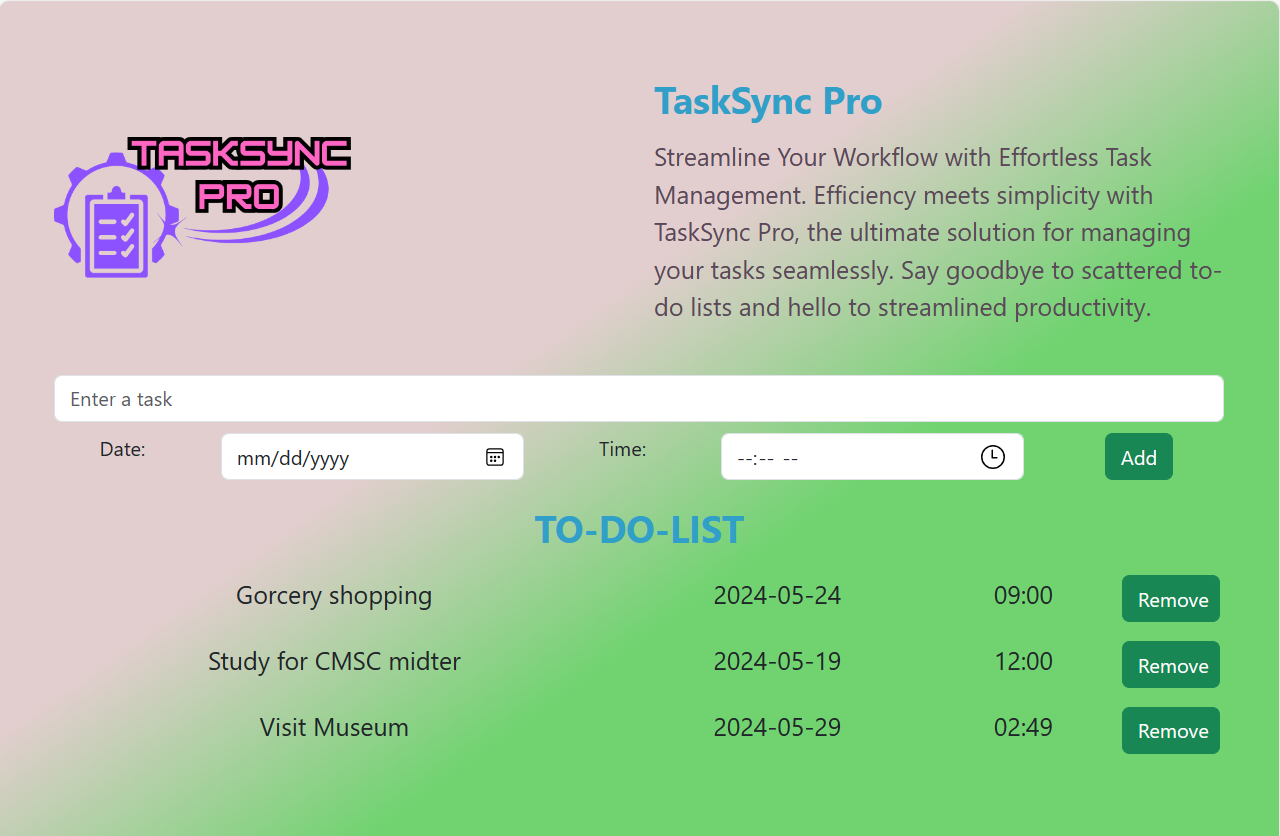 TASKSYNC
PRO
TaskSync Pro
Streamline Your Workflow with Effortless Task
Management. Efficiency meets simplicity with
TaskSync Pro, the ultimate solution for managing
your tasks seamlessly. Say goodbye to scattered to-
do lists and hello to streamlined productivity.
Enter a task
Date: mm/dd/yyyy Time: --:-- -- Add
TO-DO-LIST
Gorcery shopping 2024-05-24 09:00 Remove
Study for CMSC midter 2024-05-19 12:00 Remove
Visit Museum 2024-05-29 02:49 Remove